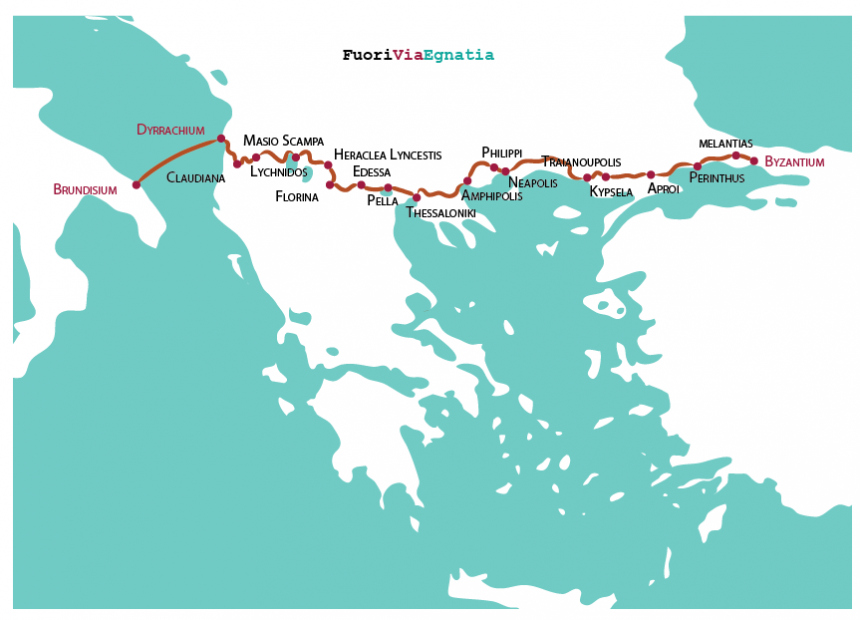 FuoriViaEgnatia
DYRRACHIUM
MASIO SCAMPA
MELANTIAS
PHILIPPI
HERACLEA LYNCESTIS
TRAIANOUPOLIS
BYZANTIUM
CLAUDIANA
LYCHNIDOS
EDESSA
PERINTHUS
BRUNDISIUM
NEAPOLIS
KYPSELA
APROI
FLORINA
PELLA
AMPHIPOLIS
THESSALONIKI